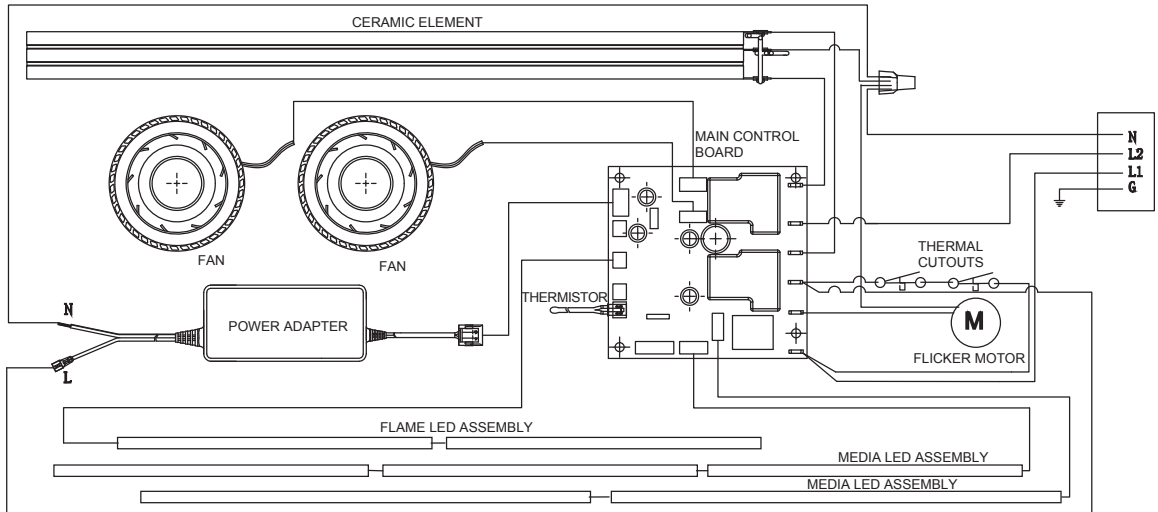 CERAMIC ELEMENT
MAIN CONTROL
BOARD
N
L2
L1
G
FAN
FAN
THERMAL
CUTOUTS
THERMISTOR
N
POWER ADAPTER
M
FLICKER MOTOR
L
FLAME LED ASSEMBLY
MEDIA LED ASSEMBLY
MEDIA LED ASSEMBLY